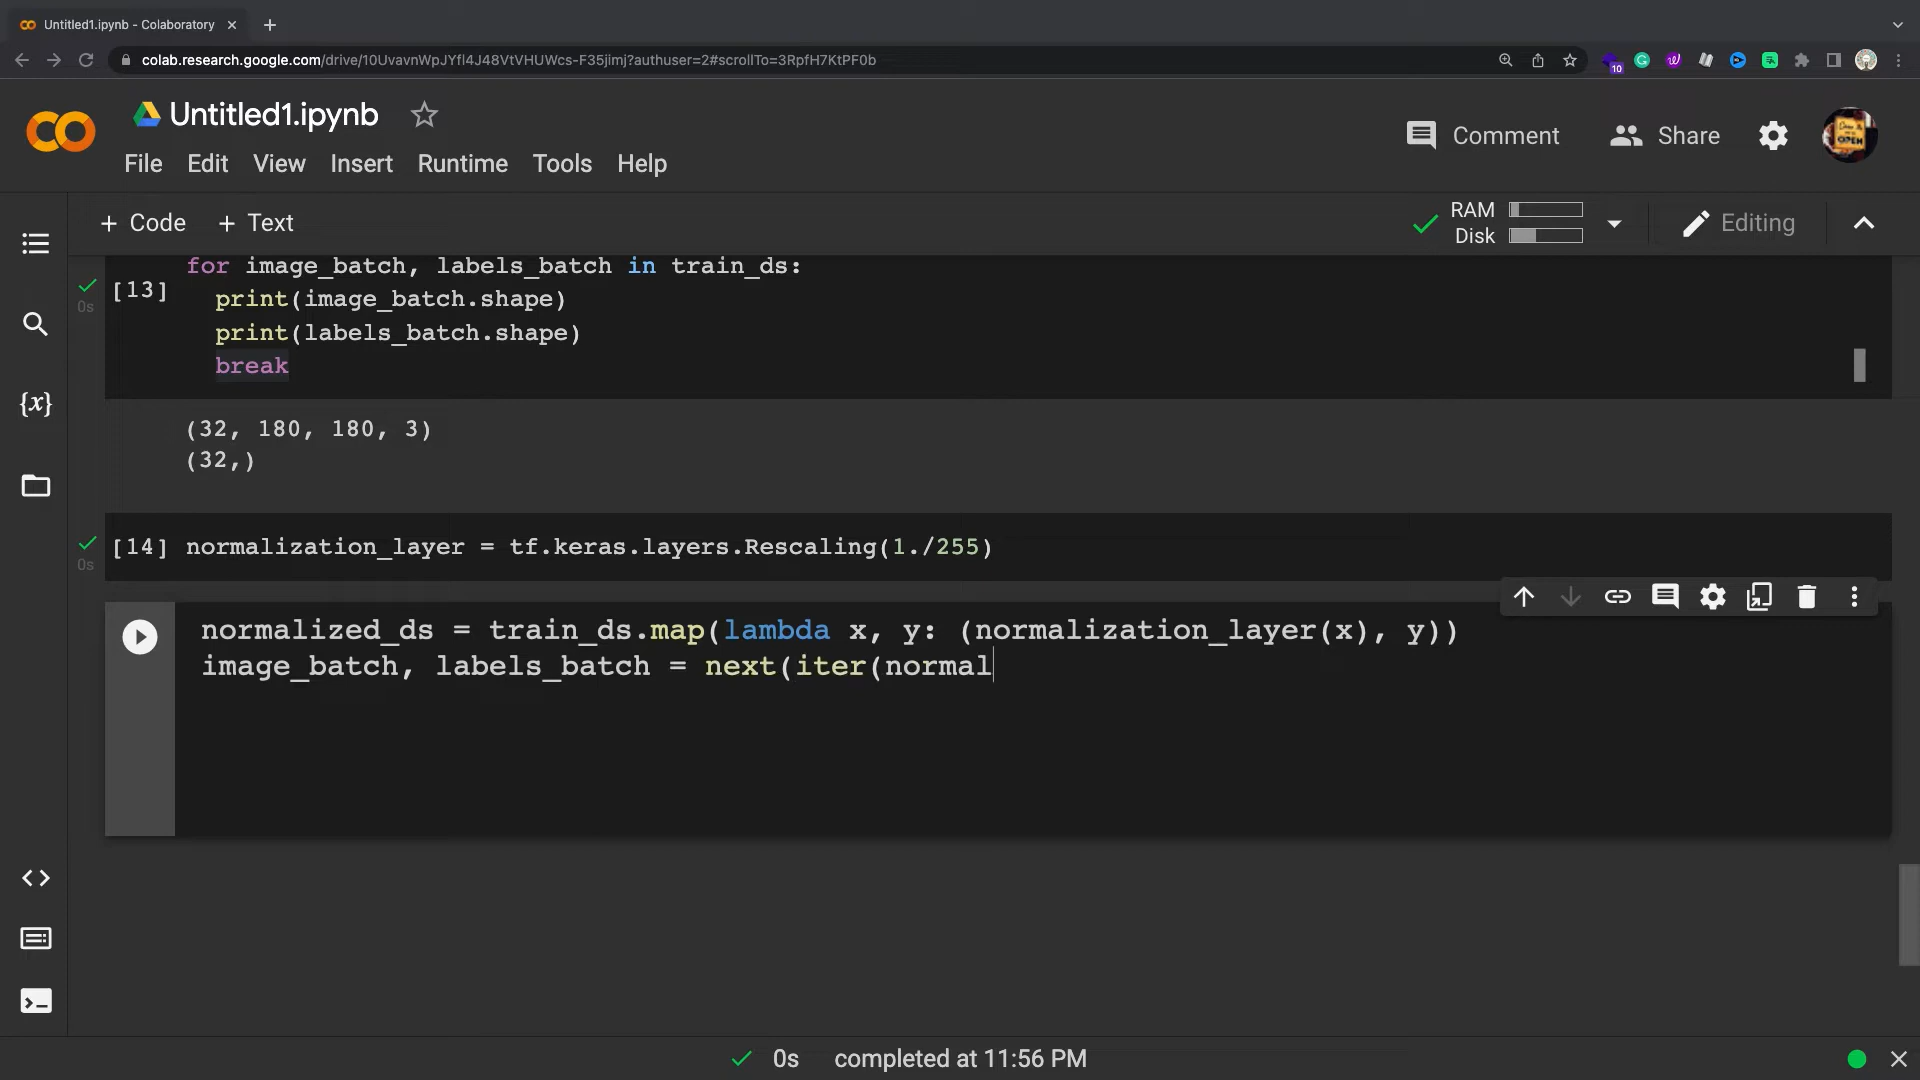 Untitled1.ipynb - Colaboratory
colab.research.google.com/drive/10UvavnWpJYfl4J48VtVHUWcs-F35jimj?authuser=2#scrollTo=3RpfH7KtPF0b
10
Untitled1.ipynb
Comment
Share
File Edit View Insert Runtime Tools Help
+ Code + Text
RAM
Disk
Editing
for image_batch, labels_batch in train_ds:
[13]
0s
print(image_batch.shape)
print(labels_batch.shape)
break
(32, 180, 180, 3)
(32,)
[14] normalization_layer = tf.keras.layers.Rescaling(1./255)
0s
normalized_ds = train_ds.map(lambda x, y: (normalization_layer(x), y))
image_batch, labels_batch = next(iter(normal
{x}
0s completed at 11:56 PM